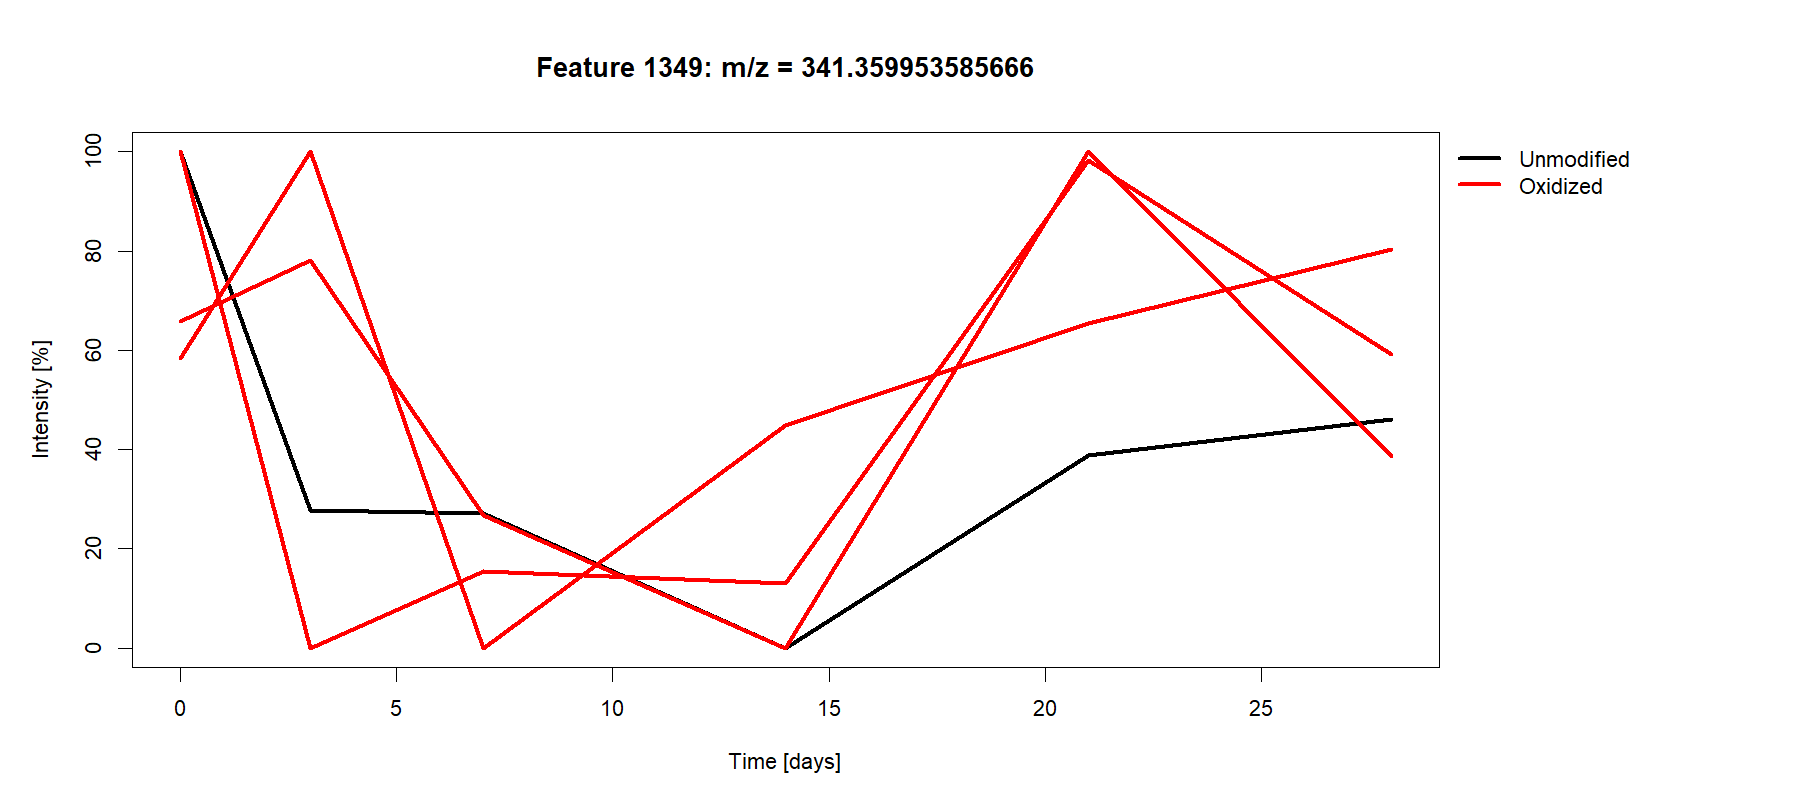 Feature 1349: m/z = 341.359953585666
Unmodified
Oxidized
Intensity [%]
100
80
60
40
20
0
0 5 10 15 20 25
Time [days]